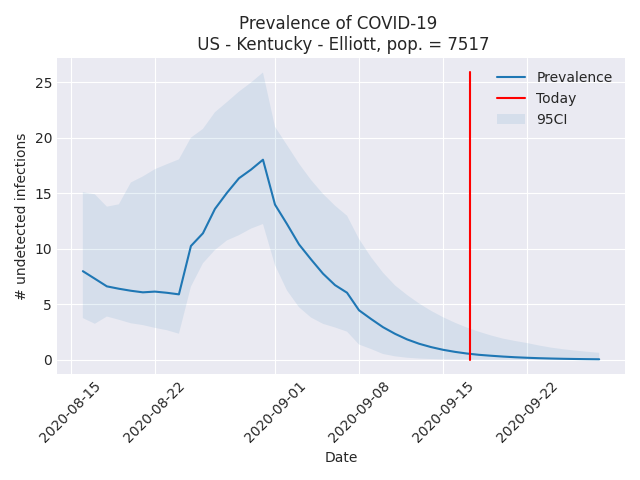 Prevalence of COVID-19
US - Kentucky - Elliott, pop. = 7517
Prevalence
Today
95CI
# undetected infections
25
20
15
10
5
0
2020-08-15
2020-08-22
2020-09-01
2020-09-08
2020-09-15
2020-09-22
Date